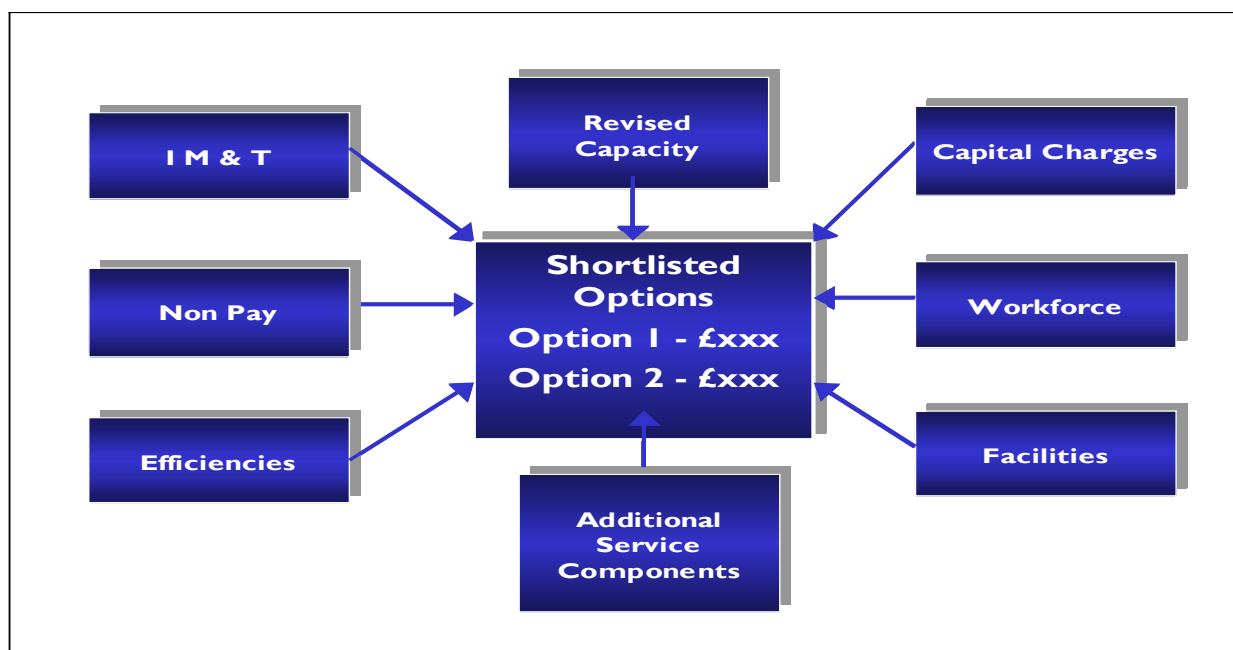 I M & T
Revised
Capacity
Capital Charges
Non Pay
Shortlisted
Options
Option 1 - £xxx
Option 2 - £xxx
Workforce
Efficiencies
Additional
Service
Components
Facilities